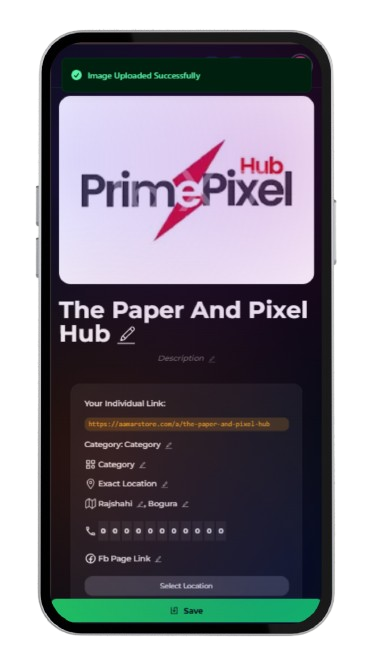 Image Uploaded Successfully
Hub
PrimePixel
The Paper And Pixel
Hub
Description
Your Individual Link:
https://aamarstore.com/a/the-paper-and-pixel-hub
Category: Category
Category
Exact Location
Rajshahi , Bogura
0 0 0 0 0 0 0 0 0 0 0
Fb Page Link
Select Location
Save